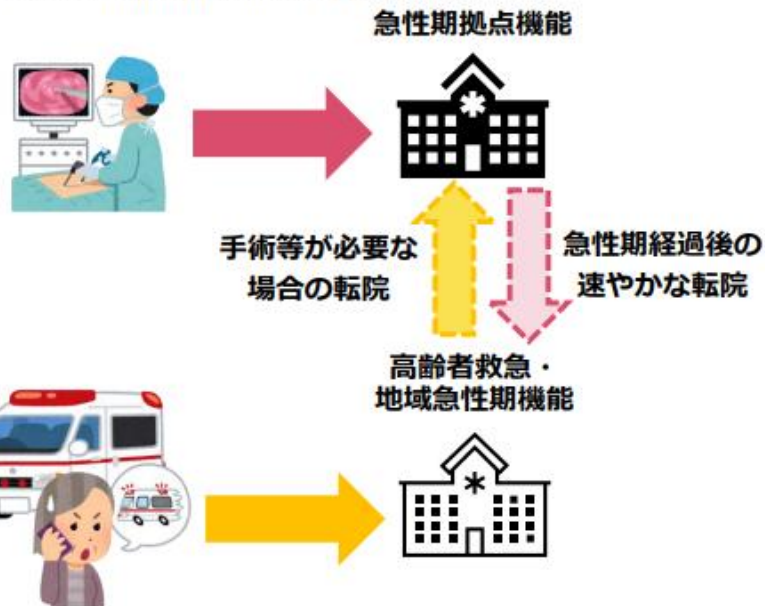 急性期拠点機能
手術等が必要な
場合の転院
急性期経過後の
速やかな転院
高齢者救急・
地域急性期機能